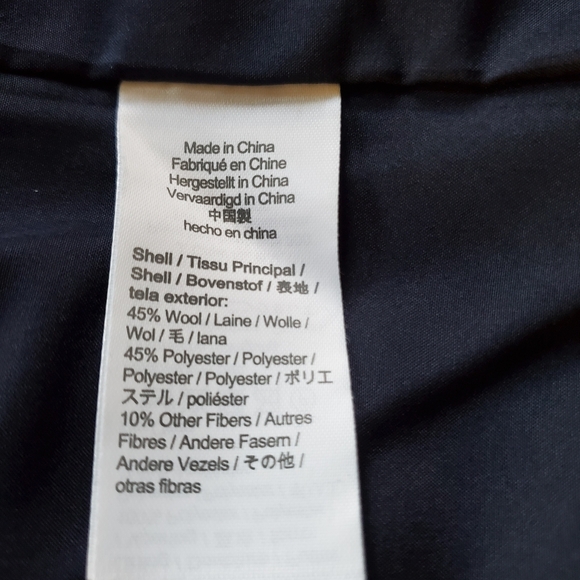 Made in China
Fabriqué en Chine
Hergestellt in China
Vervaardigd in China
中国製
hecho en china
Shell / Tissu Principal /
Shell / Bovenstof / 表地 /
tela exterior:
45% Wool / Laine / Wolle /
Wol / 毛 / lana
45% Polyester / Polyester /
Polyester / Polyester / ポリエ
ステル / poliéster
10% Other Fibers / Autres
Fibres / Andere Fasern /
Andere Vezels / その他 /
otras fibras